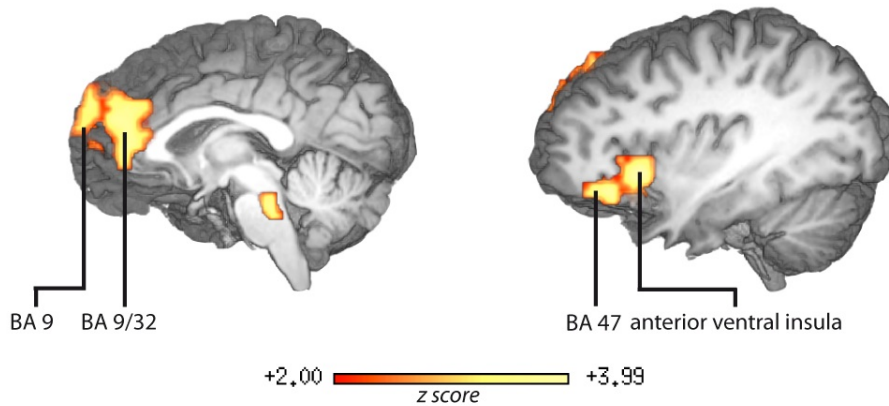 BA 9 BA 9/32
BA 47 anterior ventral insula
+2.00 +3.99
z score